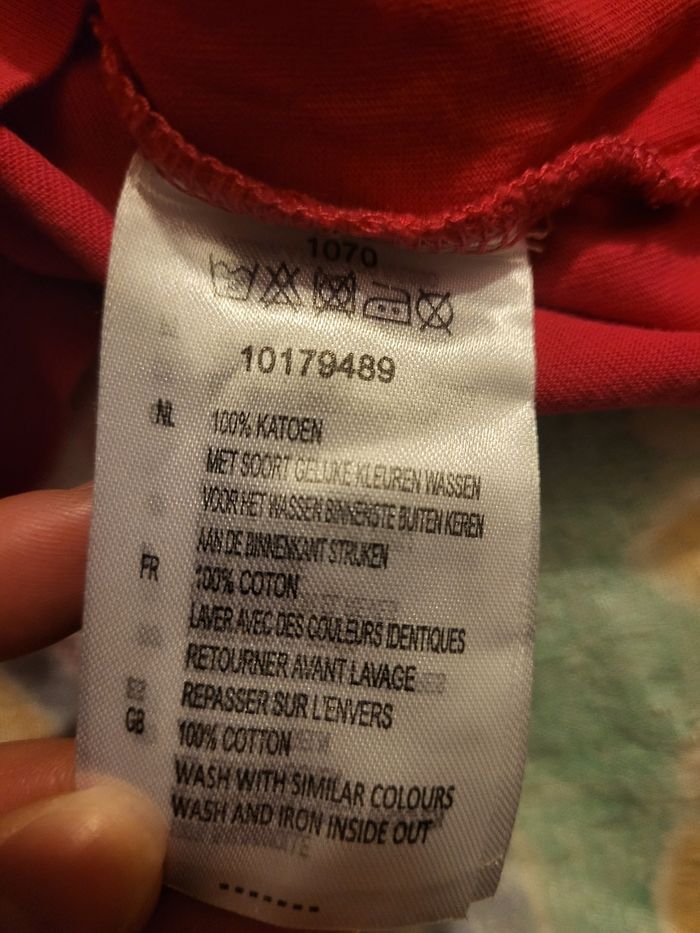 1070
10179489
NL 100% KATOEN
MET SOORT GELIJKE KLEUREN WASSEN
VOOR HET WASSEN BINNENSTE BUITEN KEREN
AAN DE BINNENKANT STRIJKEN
FR 100% COTON
LAVER AVEC DES COULEURS IDENTIQUES
RETOURNER AVANT LAVAGE
REPASSER SUR L'ENVERS
GB 100% COTTON
WASH WITH SIMILAR COLOURS
WASH AND IRON INSIDE OUT